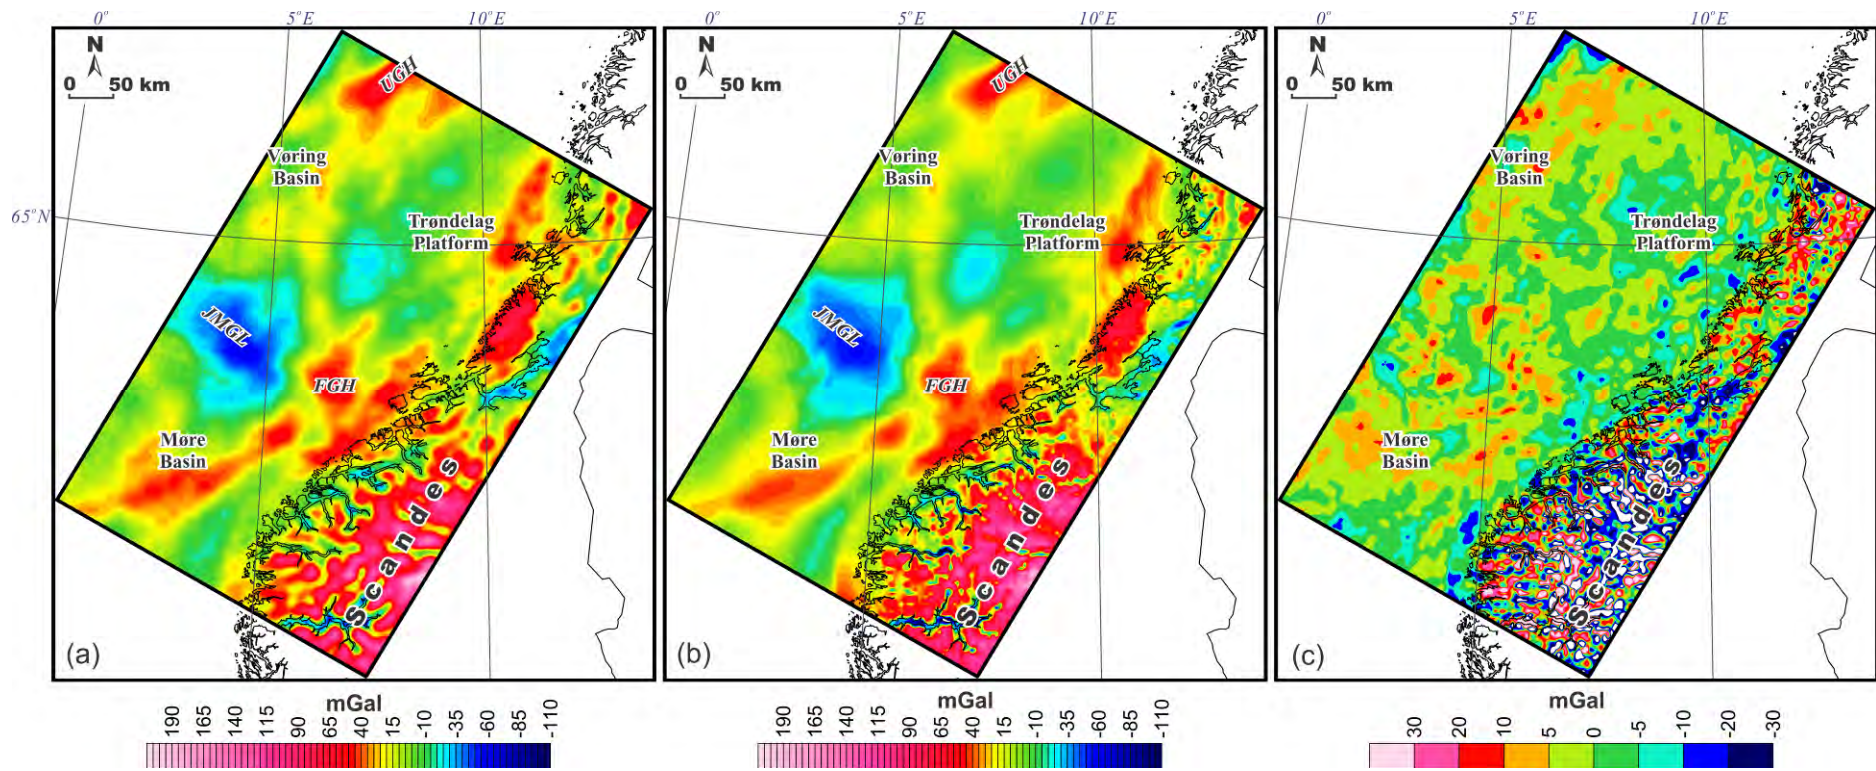 0° 5°E 10°E
0° 5°E 10°E
0° 5°E 10°E
65°N
N
0 50 km
UGH
Vøring
Basin
Trøndelag
Platform
JMGL
FGH
Møre
Basin
Scandes
(a)
N
0 50 km
UGH
Vøring
Basin
Trøndelag
Platform
JMGL
FGH
Møre
Basin
Scandes
(b)
N
0 50 km
Vøring
Basin
Trøndelag
Platform
Møre
Basin
Scandes
(c)
mGal
190 165 140 115 90 65 40 15 -10 -35 -60 -85 -110
mGal
190 165 140 115 90 65 40 15 -10 -35 -60 -85 -110
mGal
30 20 10 5 0 -5 -10 -20 -30